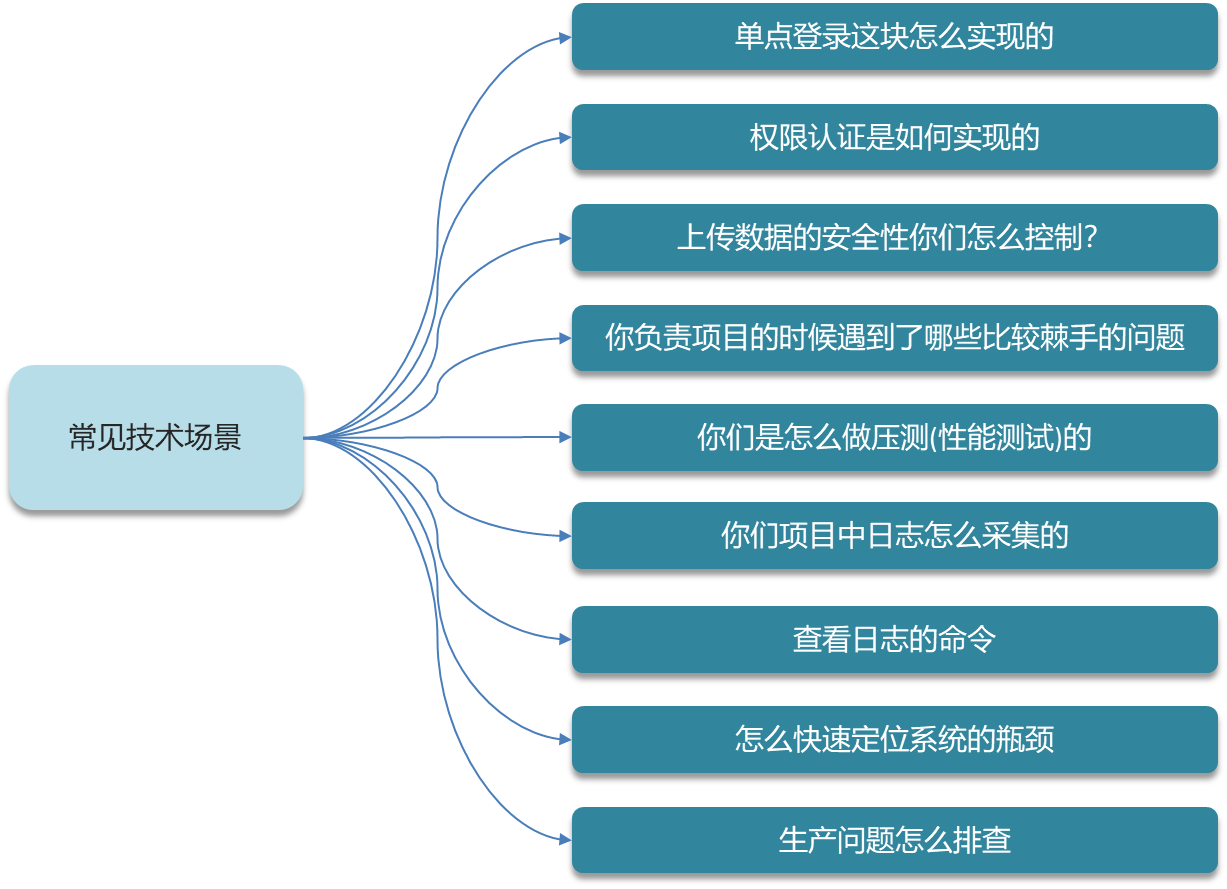 单点登录这块怎么实现的
权限认证是如何实现的
上传数据的安全性你们怎么控制?
你负责项目的时候遇到了哪些比较棘手的问题
常见技术场景
你们是怎么做压测(性能测试)的
你们项目中日志怎么采集的
查看日志的命令
怎么快速定位系统的瓶颈
生产问题怎么排查